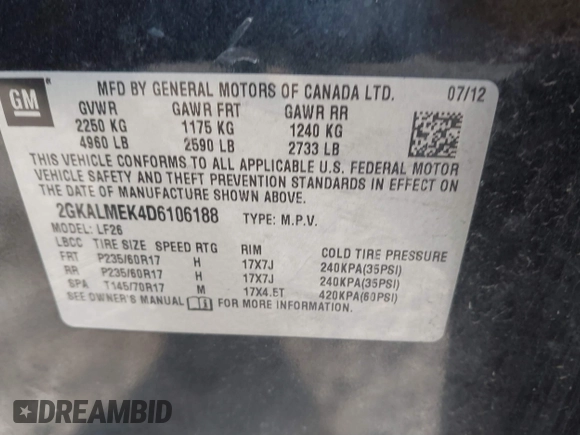 GM
MFD BY GENERAL MOTORS OF CANADA LTD. 07/12
GVWR GAWR FRT GAWR RR
2250 KG 1175 KG 1240 KG
4960 LB 2590 LB 2733 LB
THIS VEHICLE CONFORMS TO ALL APPLICABLE U.S. FEDERAL MOTOR
VEHICLE SAFETY AND THEFT PREVENTION STANDARDS IN EFFECT ON
THE DATE OF MANUFACTURE SHOWN ABOVE.
2GKALMEK4D6106188 TYPE: M.P.V.
MODEL: LF26
LBCC TIRE SIZE SPEED RTG RIM COLD TIRE PRESSURE
FRT P235/60R17 H 17X7J 240KPA(35PSI)
RR P235/60R17 H 17X7J 240KPA(35PSI)
SPA T145/70R17 M 17X4.5T 420KPA(60PSI)
SEE OWNER'S MANUAL FOR MORE INFORMATION.
DREAMBID